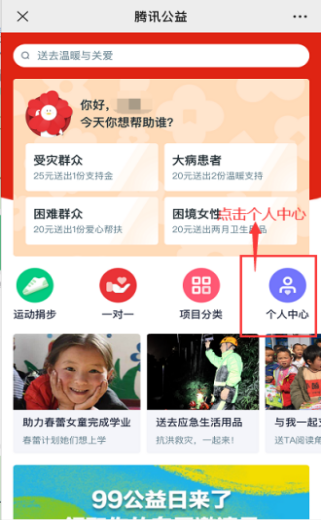 腾讯公益
送去温暖与关爱
你好，
今天你想帮助谁?
受灾群众
25元送出1份支持金
大病患者
20元送出2份温暖支持
困难群众
20元送出1份爱心帮扶
困境女性
20元送出两月卫生用品
点击个人中心
运动捐步
一对一
项目分类
个人中心
助力春蕾女童完成学业
春蕾计划她们想上学
送去应急生活用品
抗洪救灾，一起来!
与我一起
送TA阅读角
99公益日来了